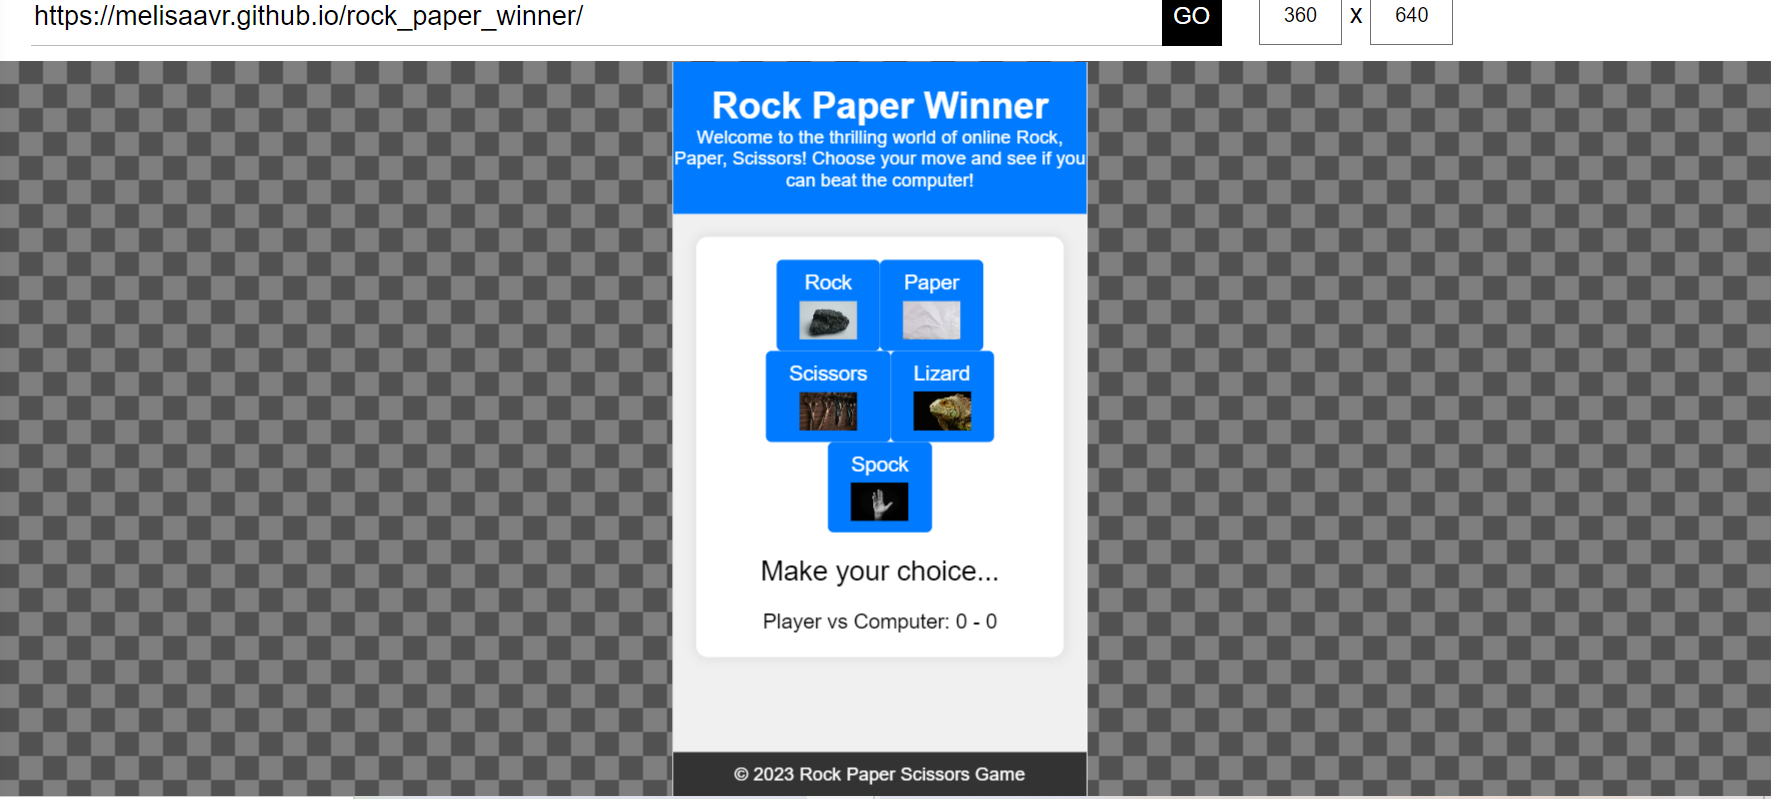 https://melisaavr.github.io/rock_paper_winner/ GO 360 X 640
Rock Paper Winner
Welcome to the thrilling world of online Rock,
Paper, Scissors! Choose your move and see if you
can beat the computer!
Rock Paper
Scissors Lizard
Spock
Make your choice...
Player vs Computer: 0 - 0
© 2023 Rock Paper Scissors Game